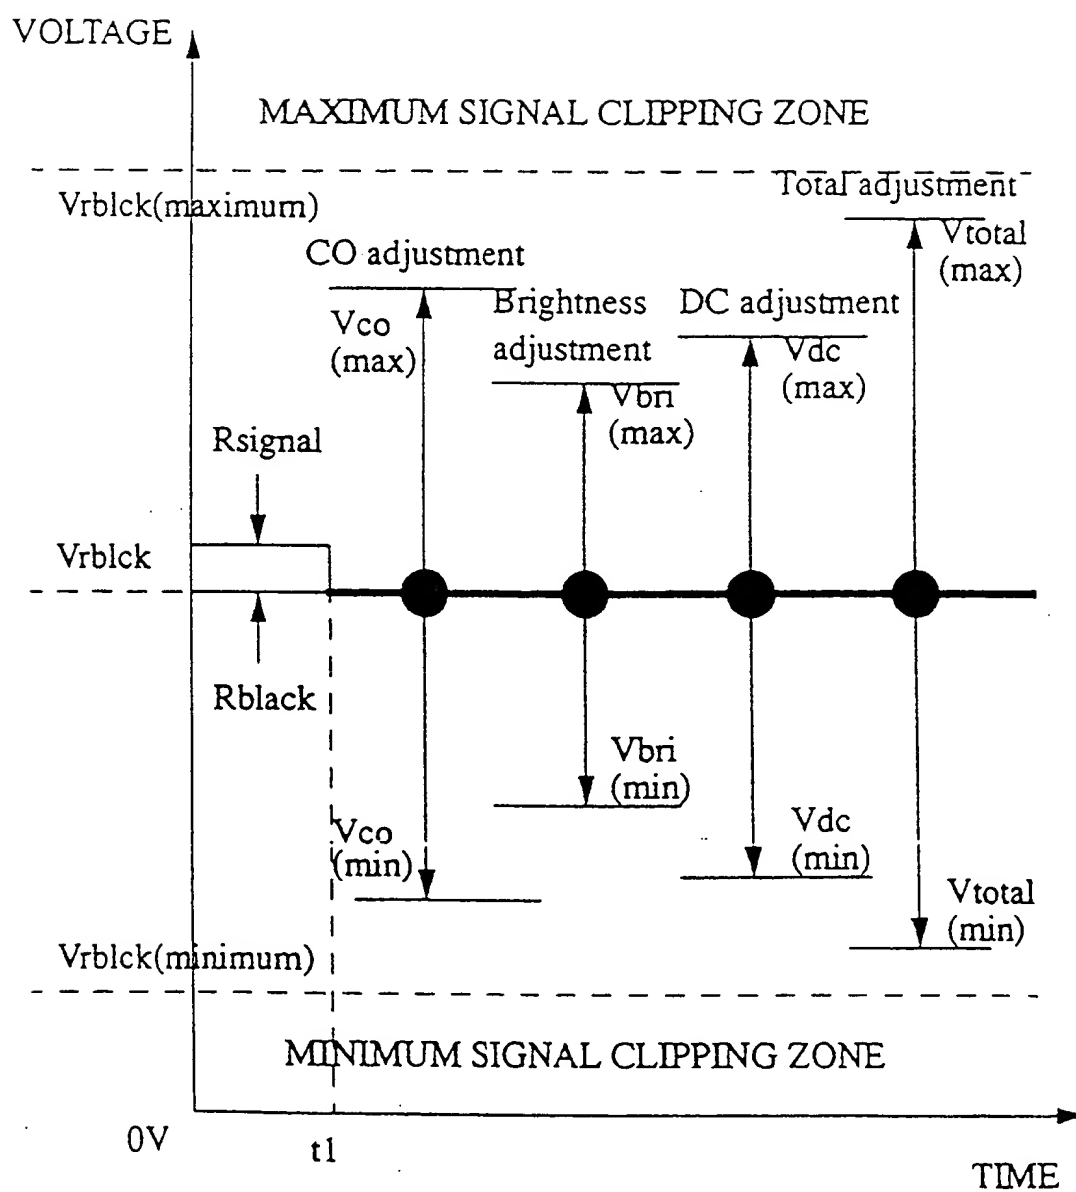 VOLTAGE
MAXIMUM SIGNAL CLIPPING ZONE
Vrblck(maximum)
Total adjustment
Vtotal
(max)
CO adjustment
Vco
(max)
Brightness
adjustment
Vbri
(max)
DC adjustment
Vdc
(max)
Rsignal
Vrblck
Rblack
Vbri
(min)
Vco
(min)
Vdc
(min)
Vtotal
(min)
Vrblck(minimum)
MINIMUM SIGNAL CLIPPING ZONE
0V
t1
TIME